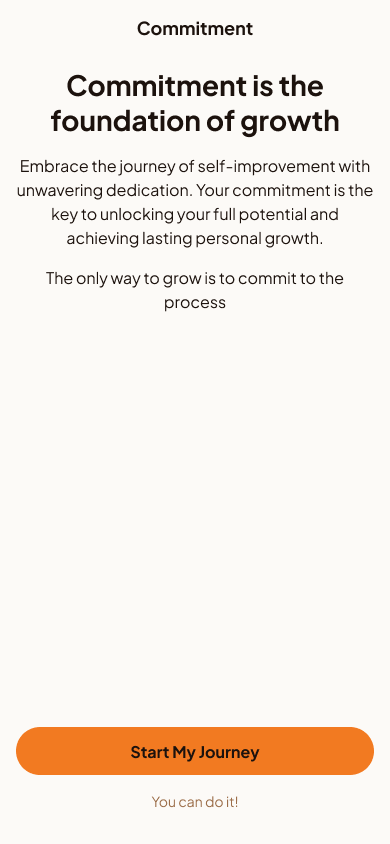 Commitment
Commitment is the
foundation of growth
Embrace the journey of self-improvement with
unwavering dedication. Your commitment is the
key to unlocking your full potential and
achieving lasting personal growth.
The only way to grow is to commit to the
process
Start My Journey
You can do it!